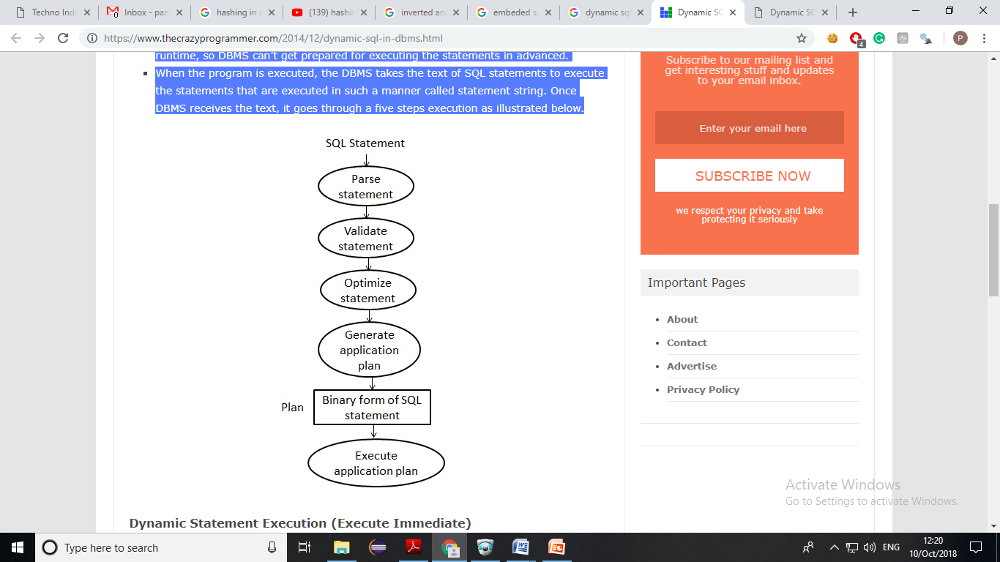 Techno Indi
Inbox - pan
hashing in d
(139) hashin
inverted an
embeded s
dynamic sq
Dynamic SQ
Dynamic SQ
https://www.thecrazyprogrammer.com/2014/12/dynamic-sql-in-dbms.html
4
P
runtime, so DBMS can't get prepared for executing the statements in advanced.
When the program is executed, the DBMS takes the text of SQL statements to execute
the statements that are executed in such a manner called statement string. Once
DBMS receives the text, it goes through a five steps execution as illustrated below.
SQL Statement
Parse
statement
Validate
statement
Optimize
statement
Generate
application
plan
Plan
Binary form of SQL
statement
Execute
application plan
Dynamic Statement Execution (Execute Immediate)
Subscribe to our mailing list and
get interesting stuff and updates
to your email inbox.
Enter your email here
SUBSCRIBE NOW
we respect your privacy and take
protecting it seriously
Important Pages
About
Contact
Advertise
Privacy Policy
Activate Windows
Go to Settings to activate Windows.
Type here to search
ENG
12:20
10/Oct/2018